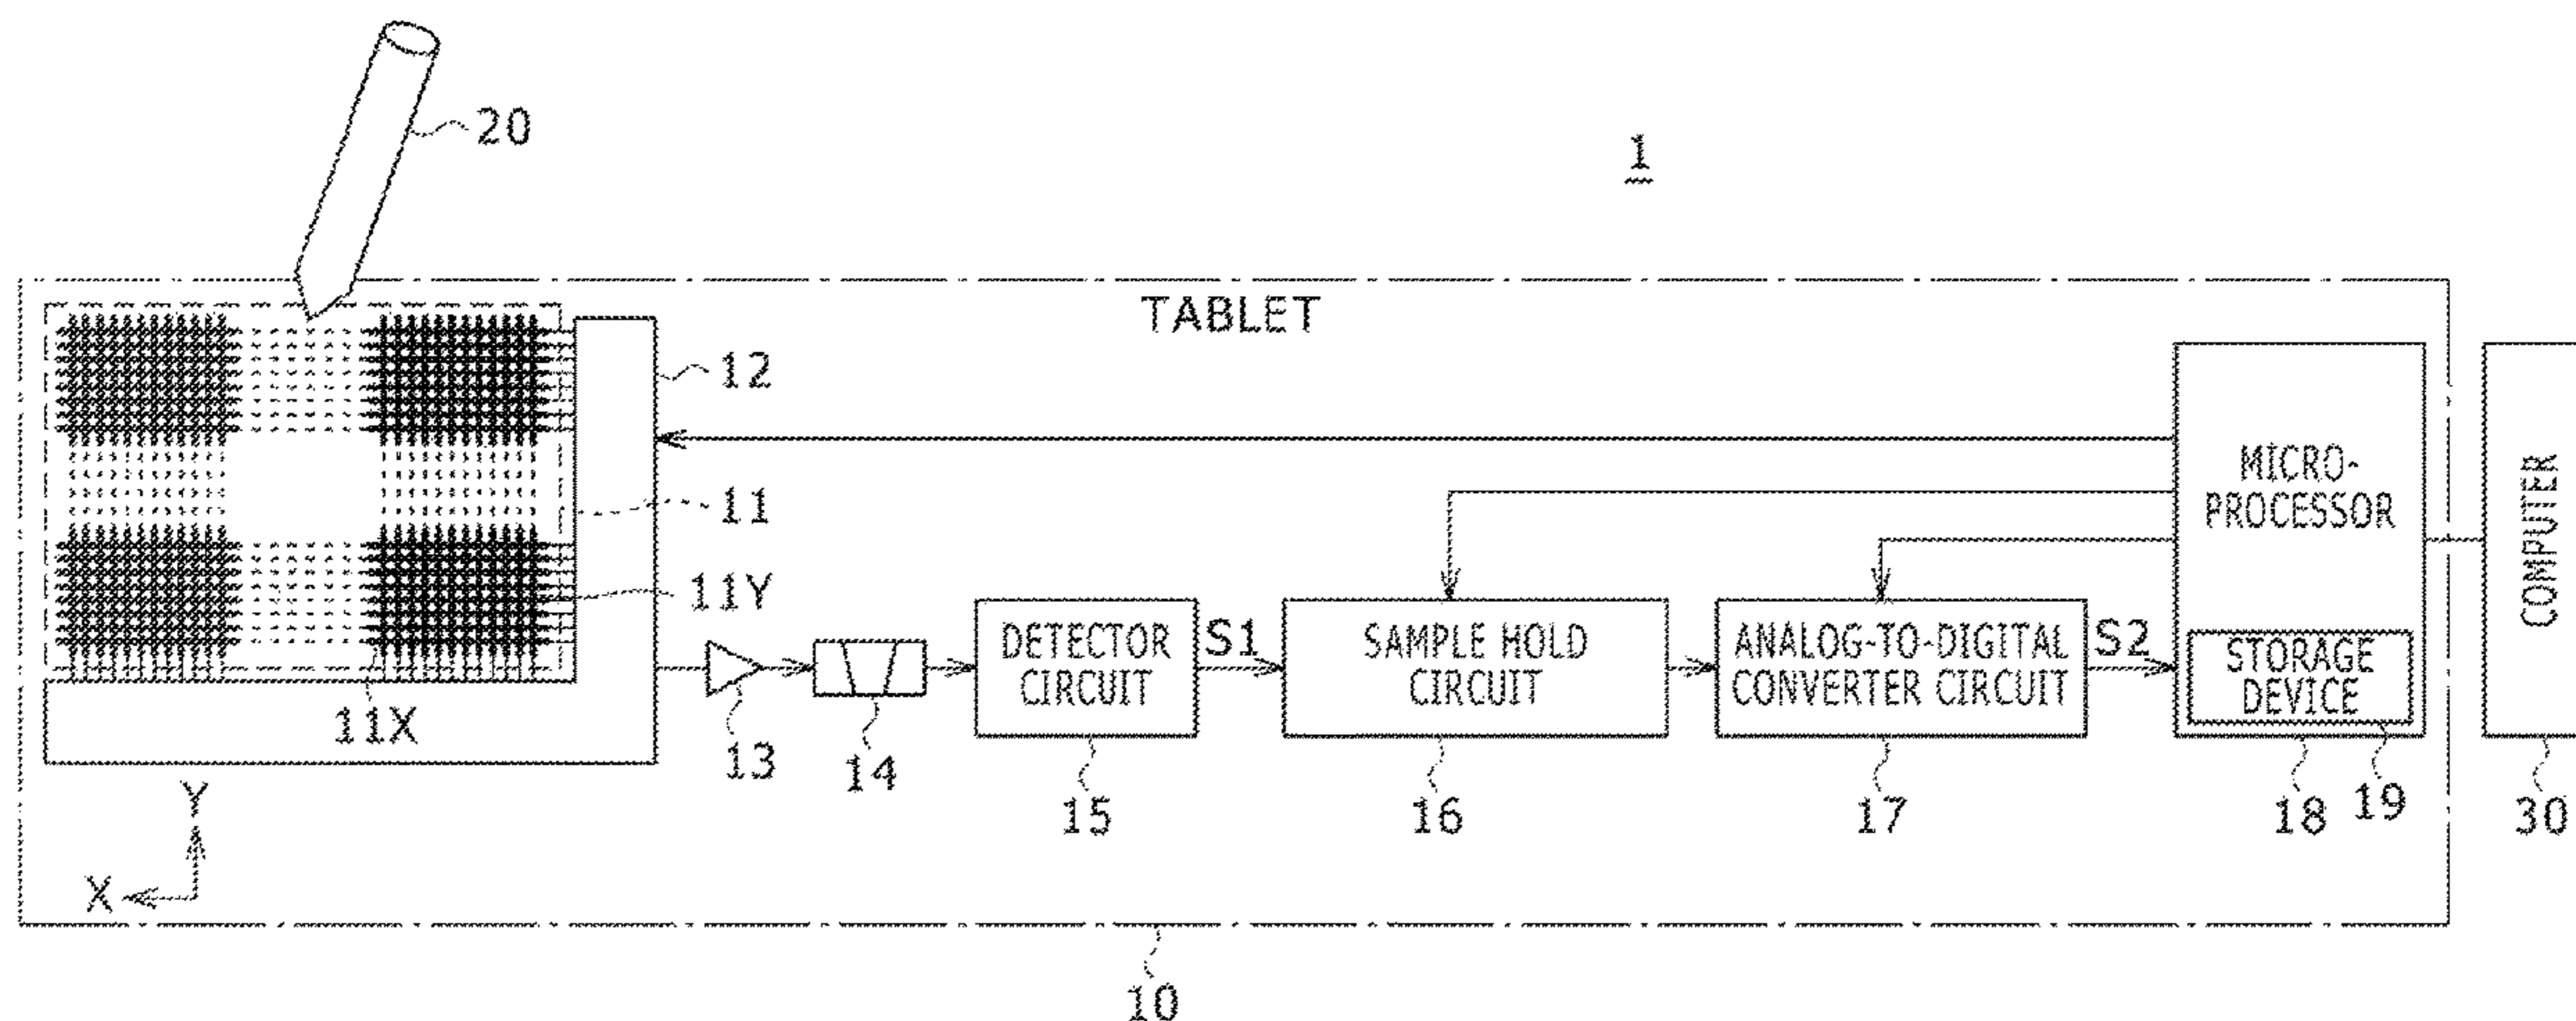 20
1
TABLET
12
11
11Y
11X
MICRO-
PROCESSOR
STORAGE
DEVICE
COMPUTER
DETECTOR
CIRCUIT
S1
SAMPLE HOLD
CIRCUIT
ANALOG-TO-DIGITAL
CONVERTER CIRCUIT
S2
13
14
15
16
17
18
19
30
Y
X
10